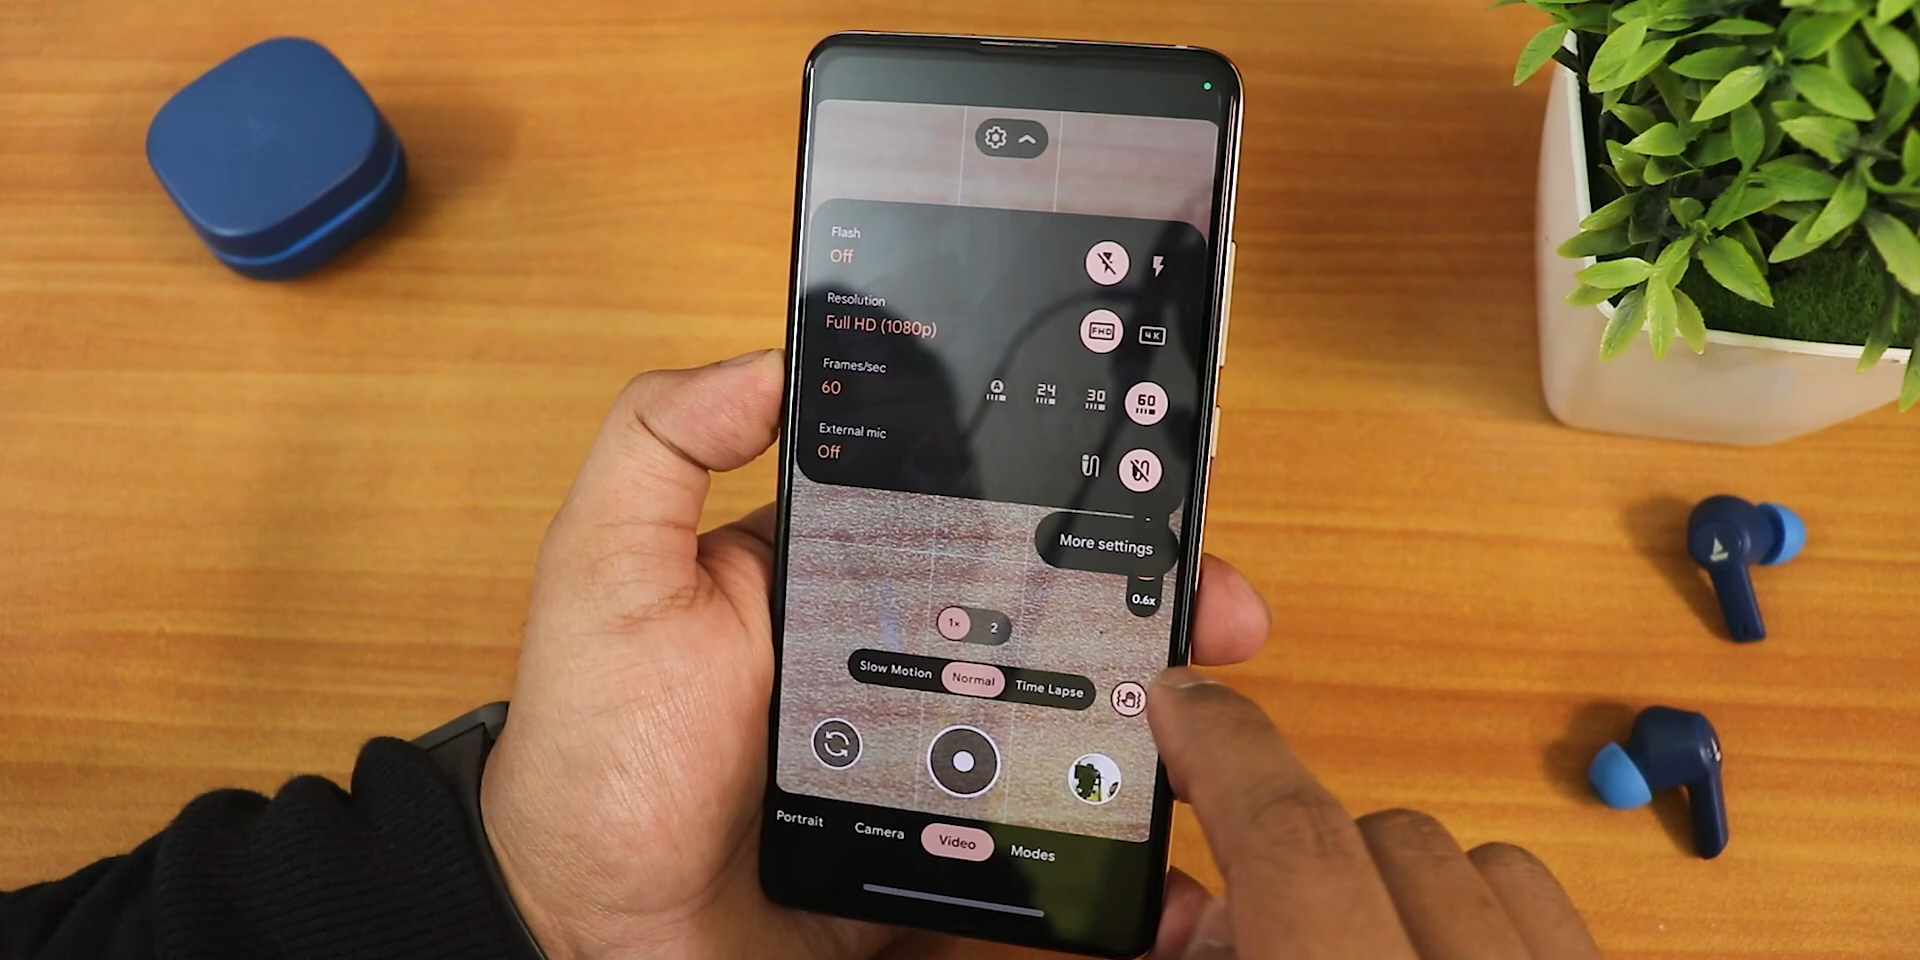 Flash
Off
Resolution
Full HD (1080p)
FHD
4K
Frames/sec
60
A
24
30
60
External mic
Off
More settings
0.6x
1x
2
Slow Motion
Normal
Time Lapse
Portrait
Camera
Video
Modes